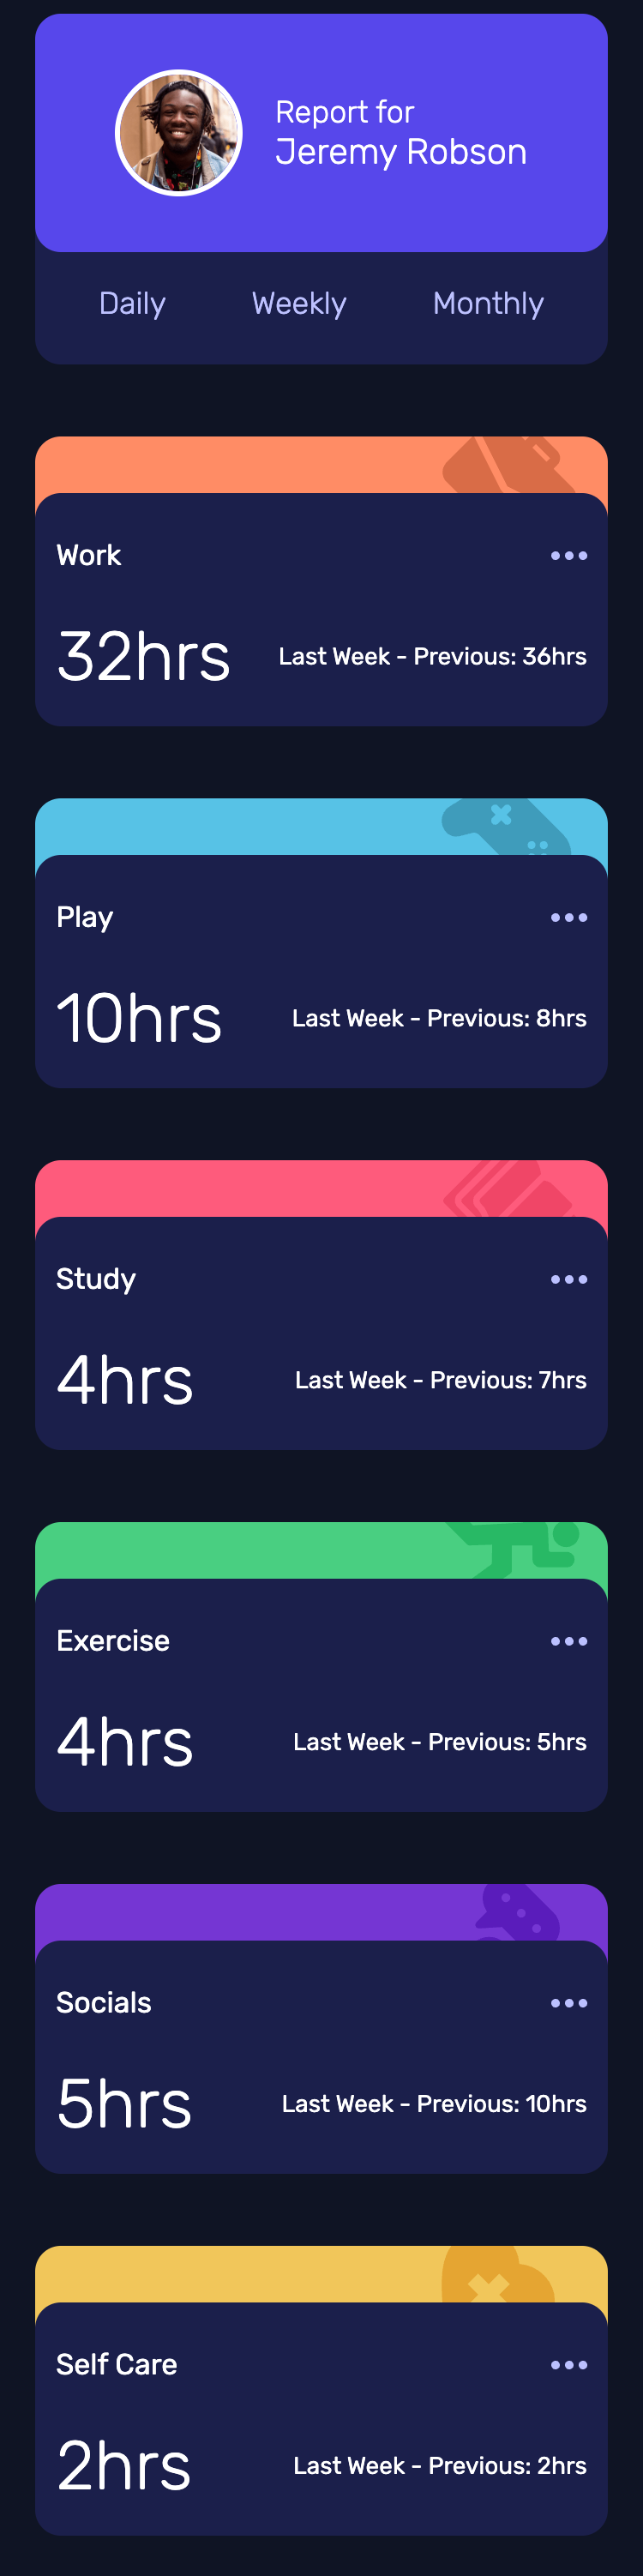 Report for
Jeremy Robson
Daily Weekly Monthly
Work
32hrs Last Week - Previous: 36hrs
Play
10hrs Last Week - Previous: 8hrs
Study
4hrs Last Week - Previous: 7hrs
Exercise
4hrs Last Week - Previous: 5hrs
Socials
5hrs Last Week - Previous: 10hrs
Self Care
2hrs Last Week - Previous: 2hrs